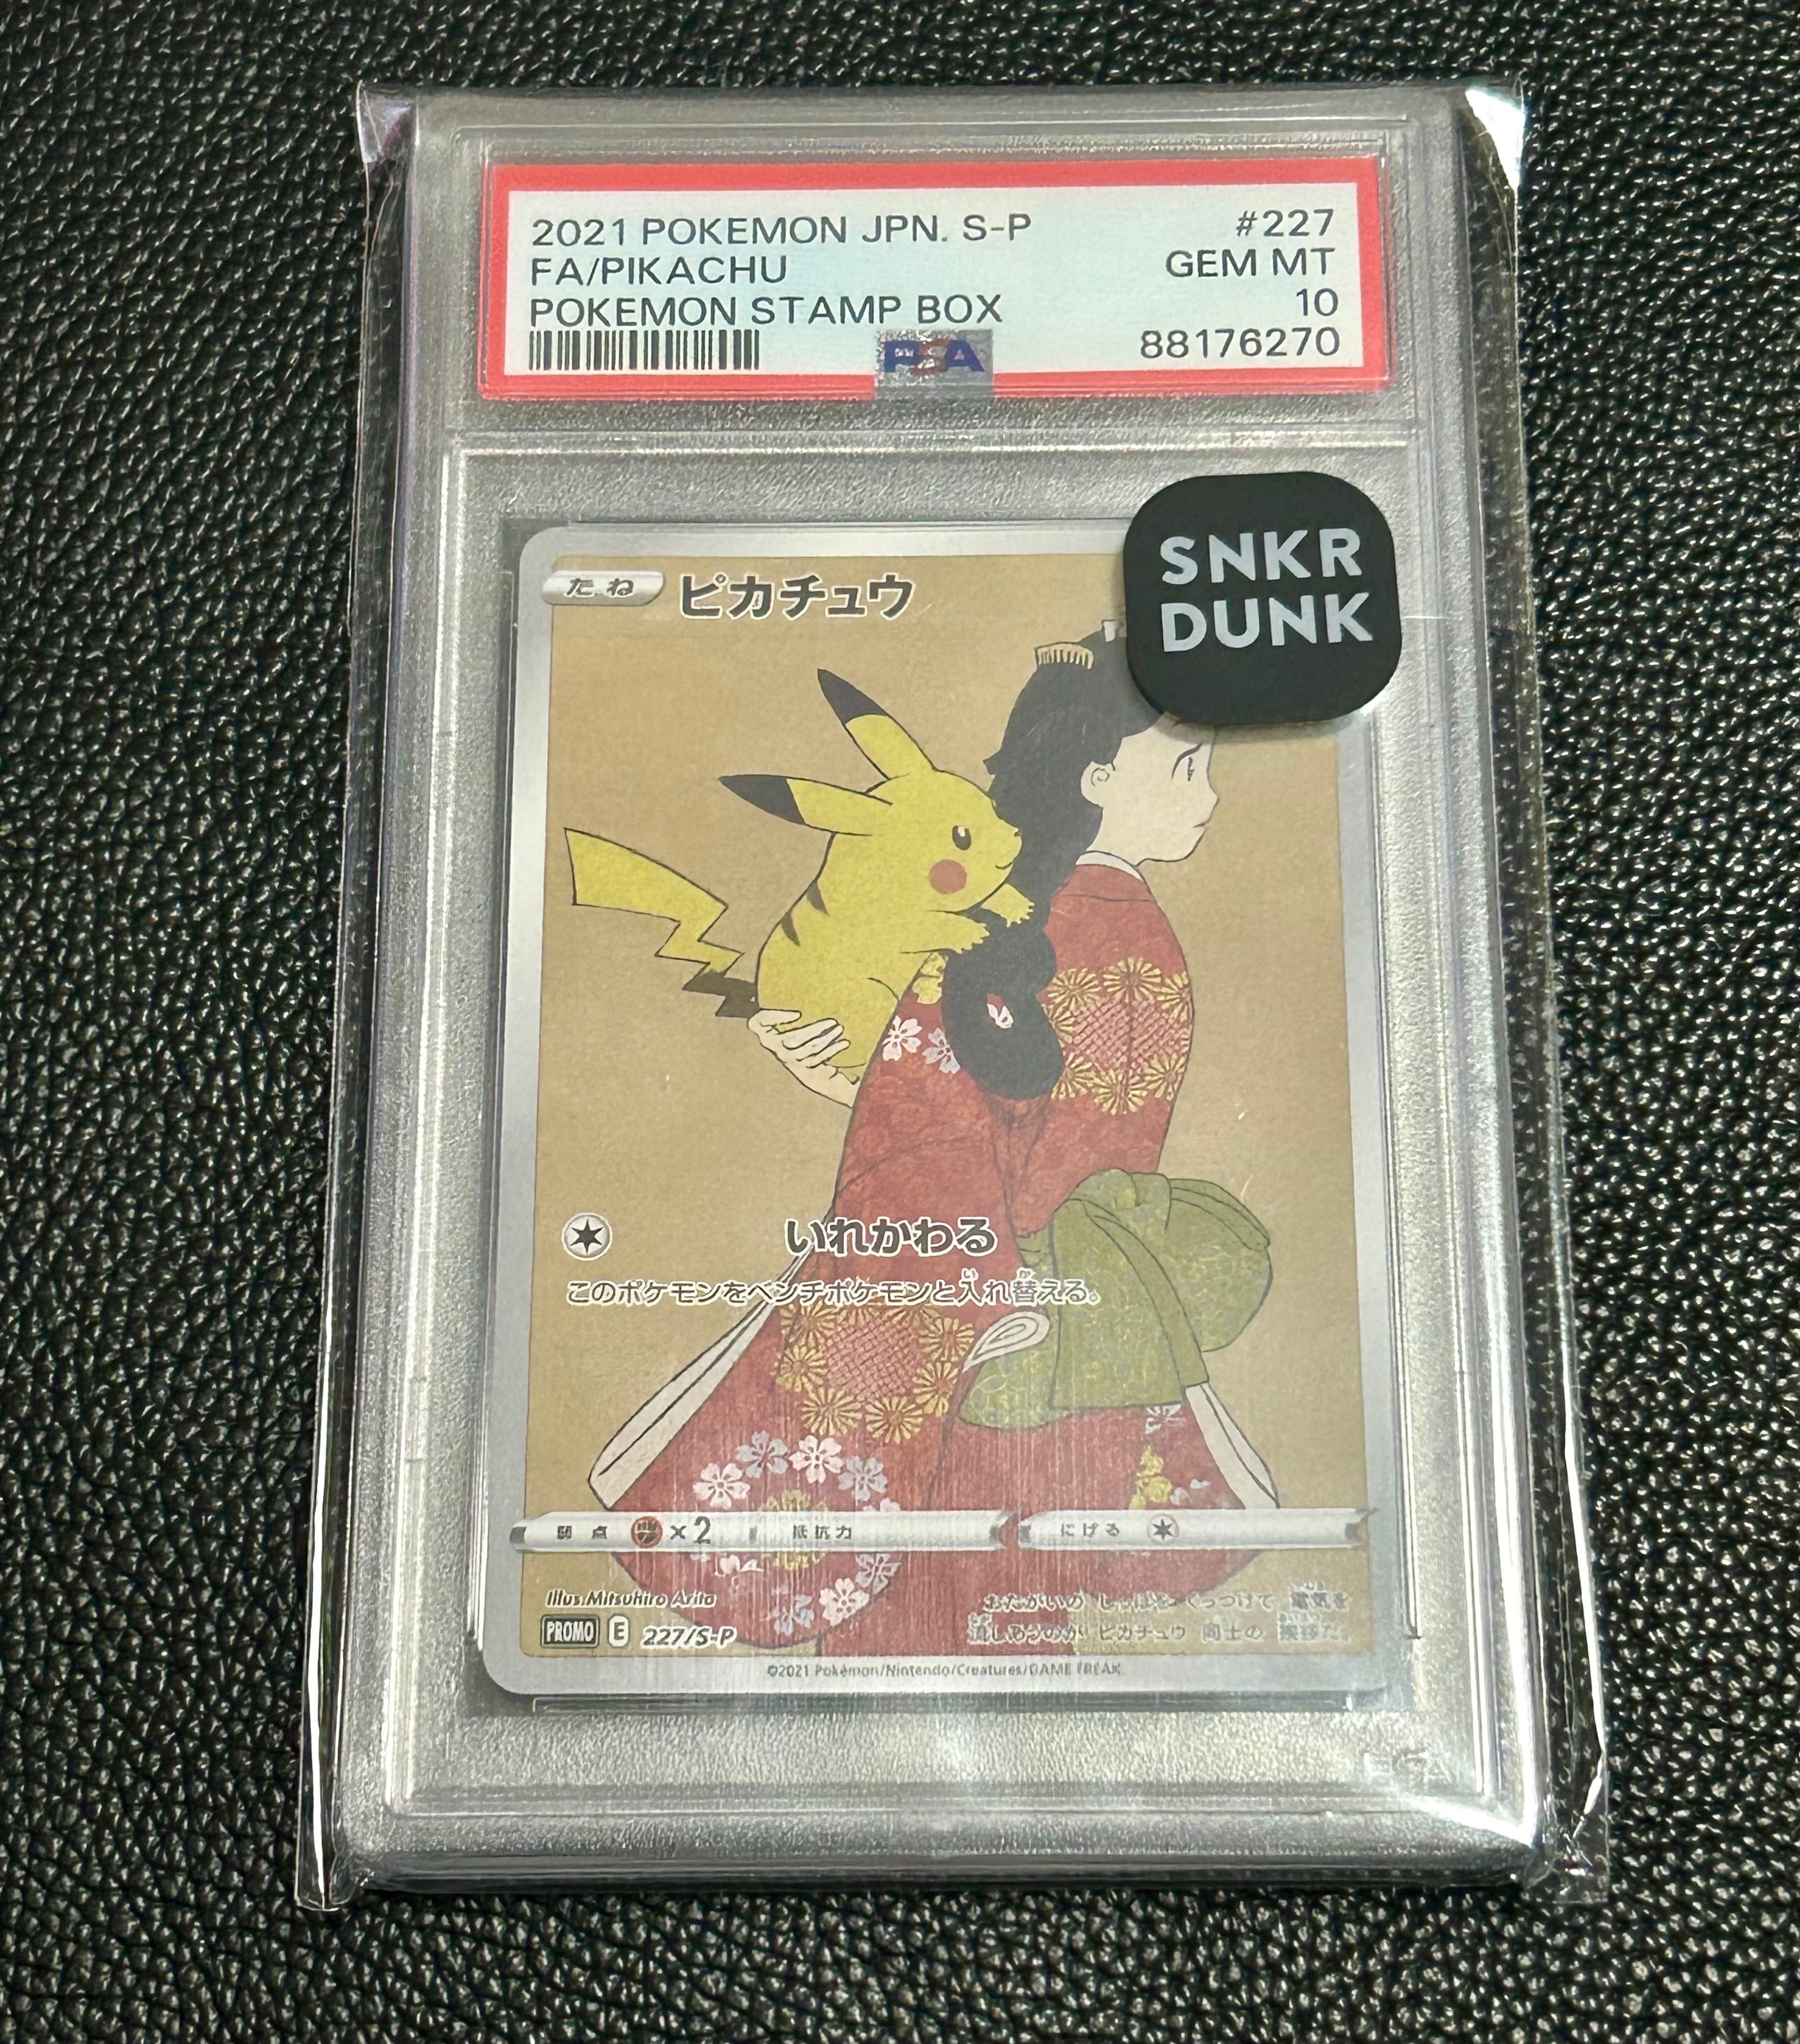 2021 POKEMON JPN. S-P #227
FA/PIKACHU GEM MT
POKEMON STAMP BOX 10
88176270
PSA
SNKR
DUNK
たね ピカチュウ
いれかわる
このポケモンをベンチポケモンと入れ替える。
弱点 ×2 抵抗力 にげる
Illus.Mitsuhiro Arita
PROMO E 227/S-P
おたがいの しっぽを くっつけて 電気を
流しあうのが ピカチュウ 同士の 挨拶だ。
©2021 Pokémon/Nintendo/Creatures/GAME FREAK